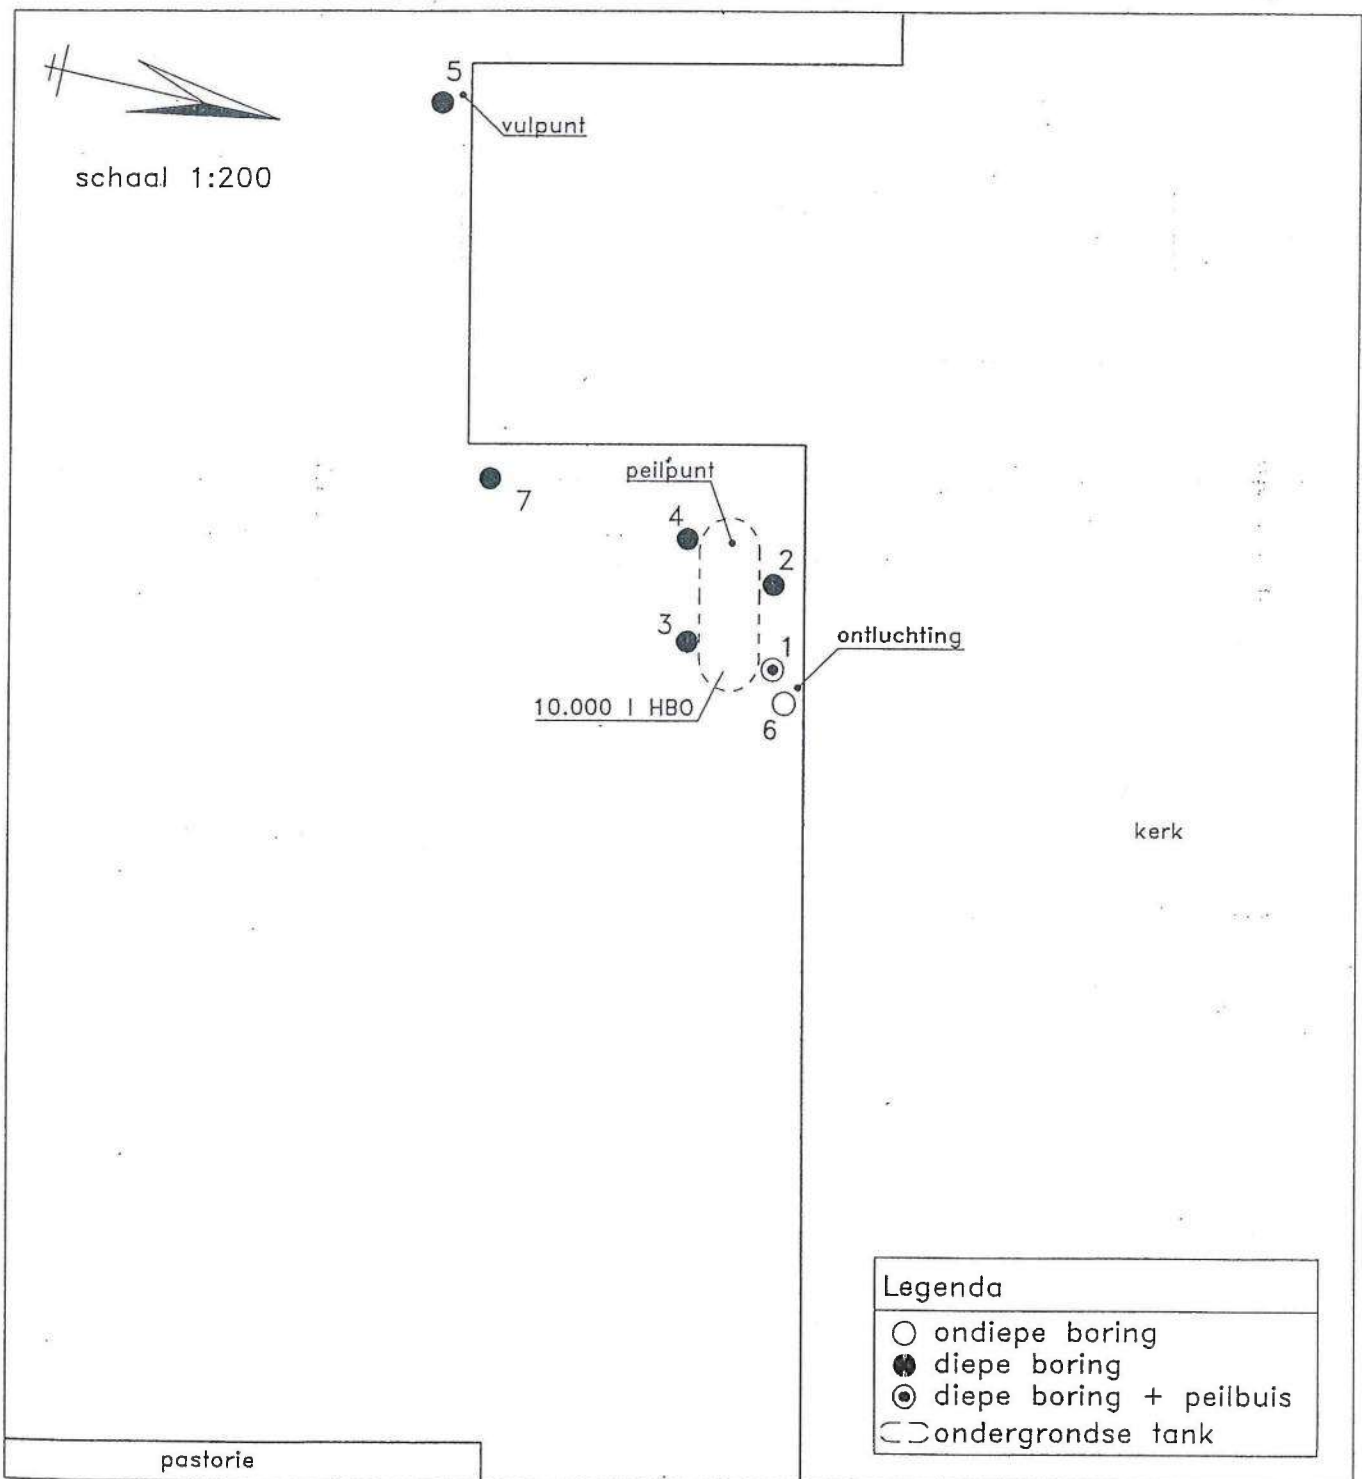 5
vulpunt
schaal 1:200
peilpunt
7
4
2
3
1
ontluchting
10.000 l HBO
6
kerk
Legenda
ondiepe boring
diepe boring
diepe boring + peilbuis
ondergrondse tank
pastorie